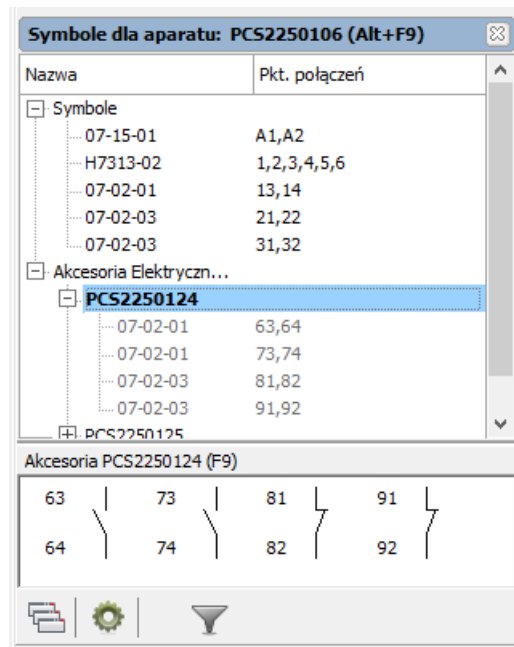 Symbole dla aparatu: PCS2250106 (Alt+F9)
Nazwa Pkt. połączeń
Symbole
07-15-01 A1,A2
H7313-02 1,2,3,4,5,6
07-02-01 13,14
07-02-03 21,22
07-02-03 31,32
Akcesoria Elektryczn...
PCS2250124
07-02-01 63,64
07-02-01 73,74
07-02-03 81,82
07-02-03 91,92
PCS2250125
Akcesoria PCS2250124 (F9)
63 73 81 91
64 74 82 92